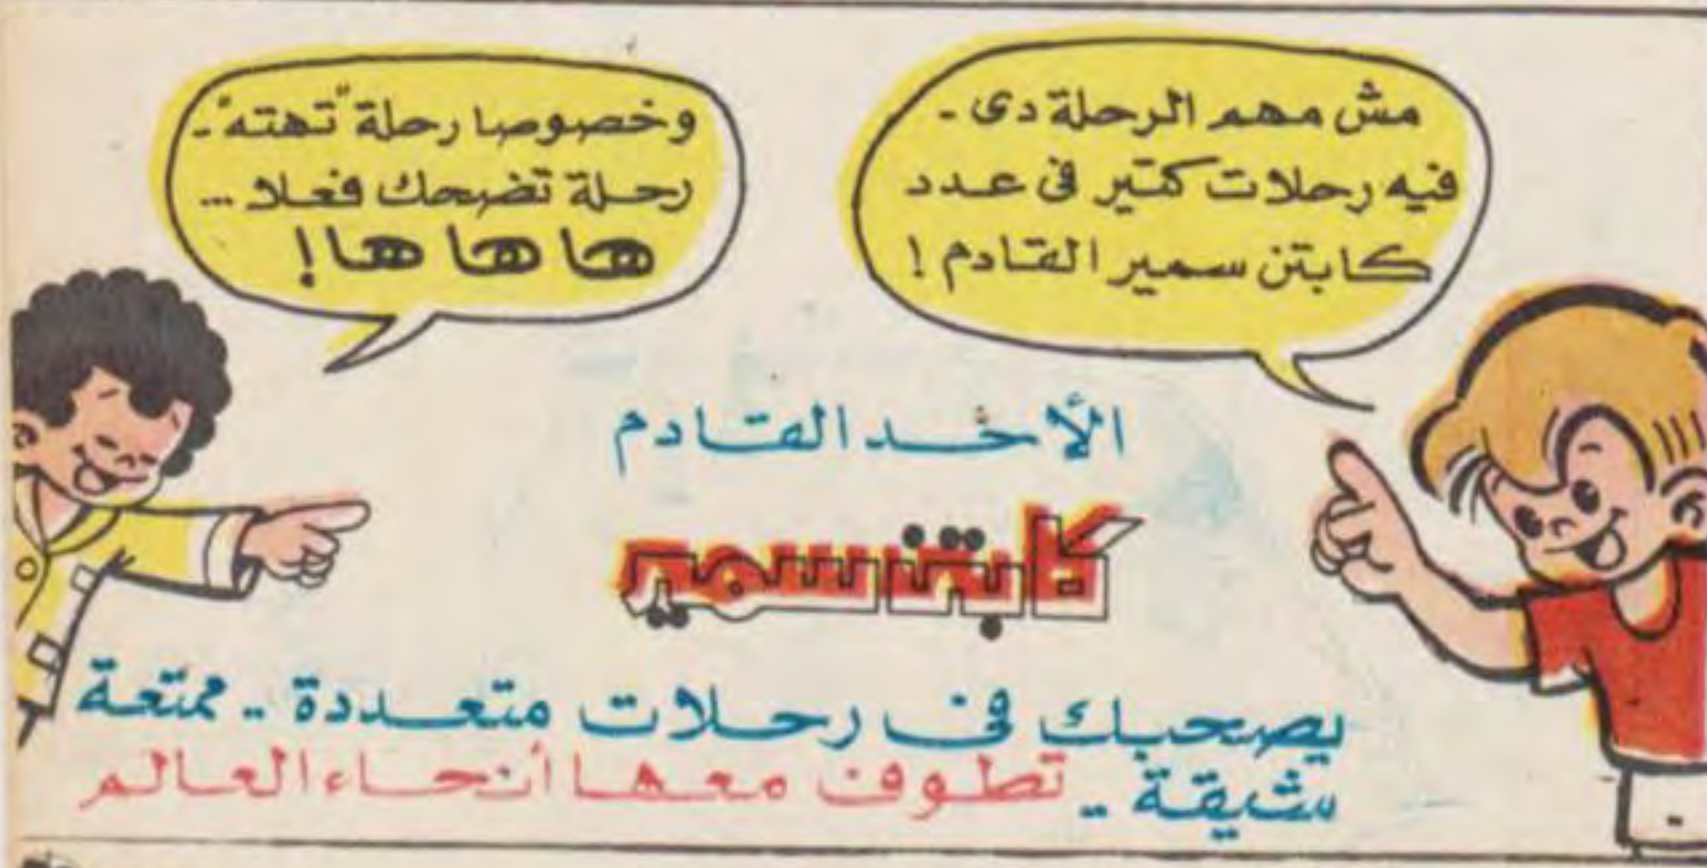 مش مهم الرحلة دى -
فيه رحلات كتير فى عدد
كابتن سمير القادم !
وخصوصا رحلة "تهته" -
رحلة تضحك فعلا ...
ها ها ها !
الأحد القادم
كابتن سمير
يصحبك فى رحلات متعددة - ممتعة
شيقة - تطوف معها أنحاء العالم